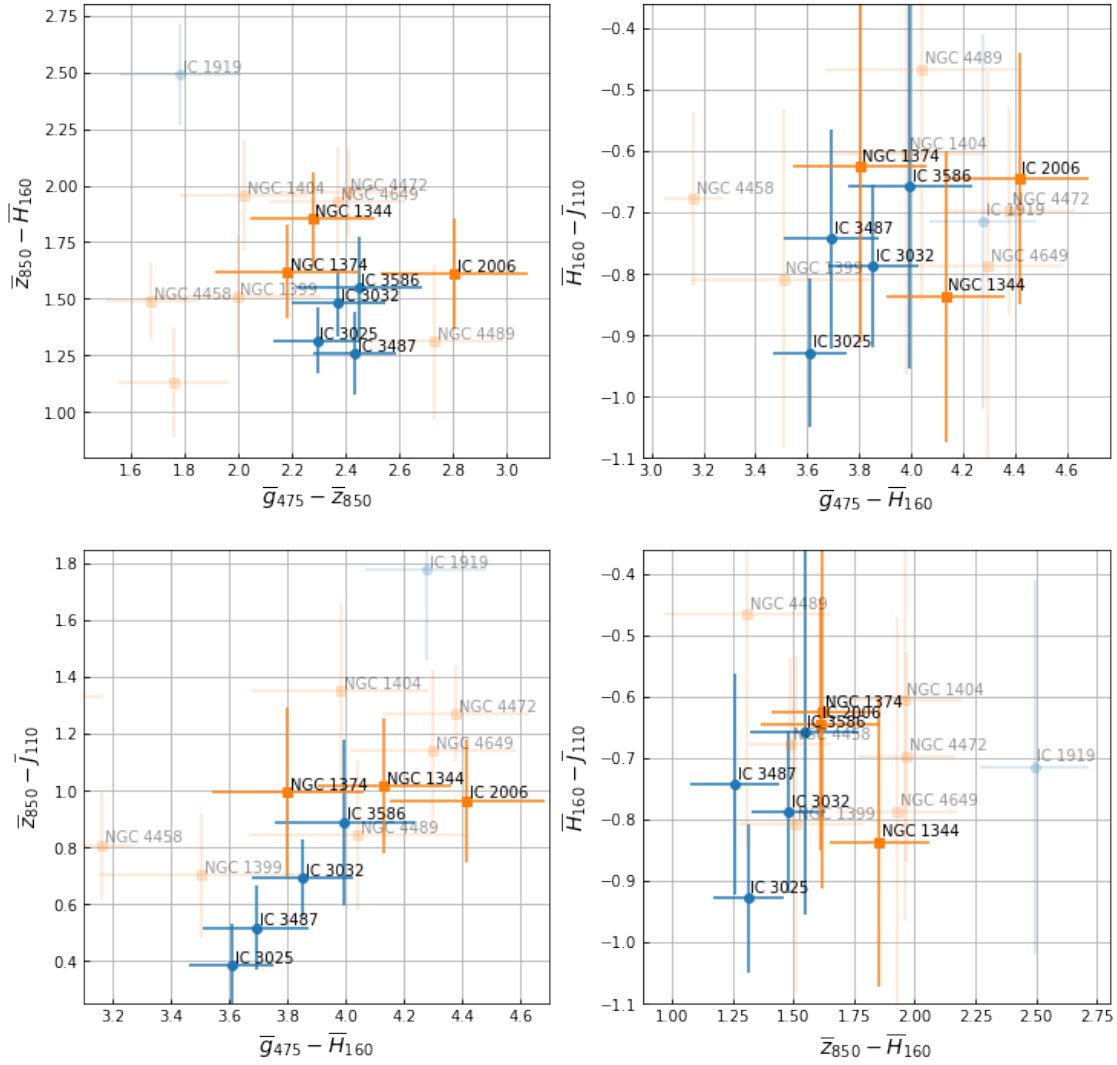 2.75
2.50
2.25
2.00
1.75
1.50
1.25
1.00
z̅₈₅₀ − H̅₁₆₀
IC 1919
NGC 1404
NGC 4472
NGC 4649
NGC 1344
NGC 1374
IC 2006
IC 3586
NGC 4458
NGC 1399
IC 3032
IC 3025
NGC 4489
IC 3487
1.6 2.0 2.2 2.4 2.6 2.8 3.0
g̅₄₇₅ − z̅₈₅₀
−0.4
−0.5
−0.6
−0.7
−0.8
−0.9
−1.0
−1.1
H̅₁₆₀ − J̅₁₁₀
NGC 4489
NGC 1404
NGC 1374
IC 2006
IC 3586
NGC 4458
NGC 4472
IC 1919
IC 3487
IC 3032
NGC 4649
NGC 1399
NGC 1344
IC 3025
3.0 3.2 3.6 3.8 4.0 4.2 4.4 4.6
g̅₄₇₅ − H̅₁₆₀
1.8
1.6
1.4
1.2
1.0
0.8
0.6
0.4
z̅₈₅₀ − J̅₁₁₀
IC 1919
NGC 1404
NGC 4472
NGC 4649
NGC 1374
NGC 1344
IC 2006
IC 3586
NGC 4489
NGC 4458
NGC 1399
IC 3032
IC 3487
IC 3025
3.2 3.6 3.8 4.0 4.2 4.4 4.6
g̅₄₇₅ − H̅₁₆₀
−0.4
−0.5
−0.6
−0.7
−0.8
−0.9
−1.0
−1.1
H̅₁₆₀ − J̅₁₁₀
NGC 4489
NGC 1404
NGC 1374
IC 2006
IC 3586
NGC 4458
NGC 4472
IC 1919
IC 3487
IC 3032
NGC 4649
NGC 1399
NGC 1344
IC 3025
1.00 1.25 1.50 1.75 2.00 2.25 2.50 2.75
z̅₈₅₀ − H̅₁₆₀